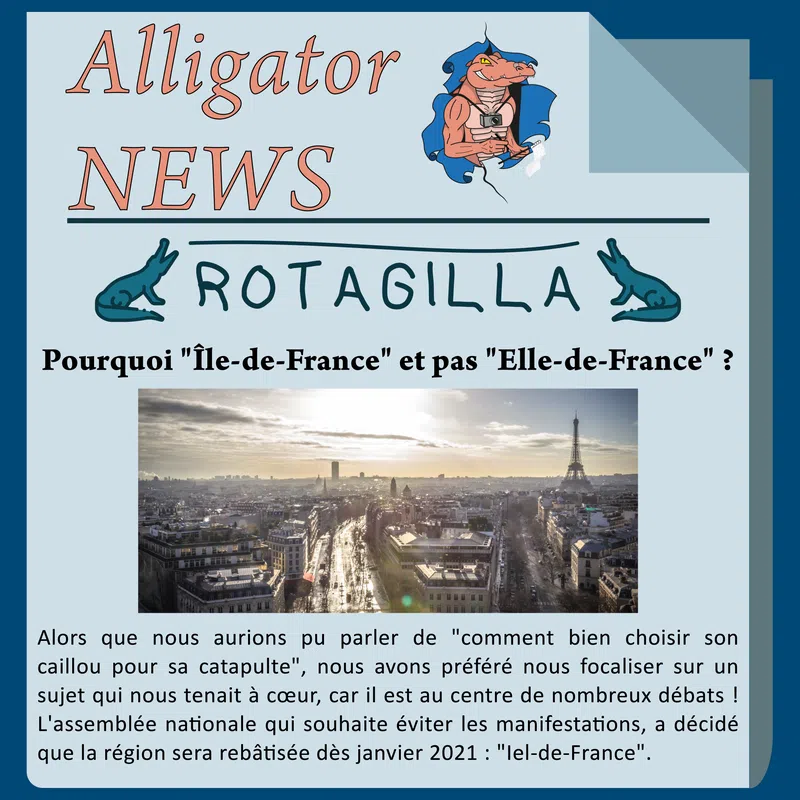 Alligator
NEWS
ROTAGILLA
Pourquoi "Île-de-France" et pas "Elle-de-France" ?
Alors que nous aurions pu parler de "comment bien choisir son
caillou pour sa catapulte", nous avons préféré nous focaliser sur un
sujet qui nous tenait à cœur, car il est au centre de nombreux débats !
L'assemblée nationale qui souhaite éviter les manifestations, a décidé
que la région sera rebâtisée dès janvier 2021 : "Iel-de-France".